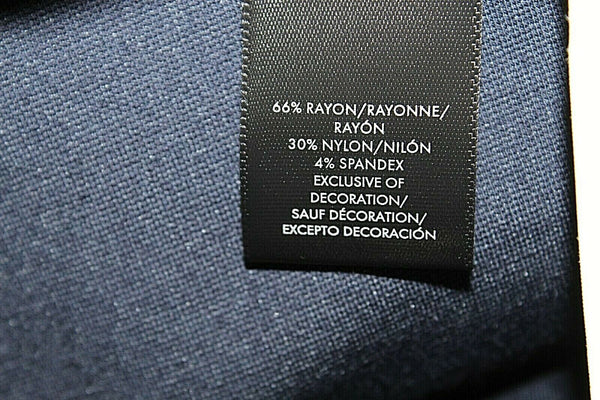 66% RAYON/RAYONNE/
RAYÓN
30% NYLON/NILÓN
4% SPANDEX
EXCLUSIVE OF
DECORATION/
SAUF DÉCORATION/
EXCEPTO DECORACIÓN